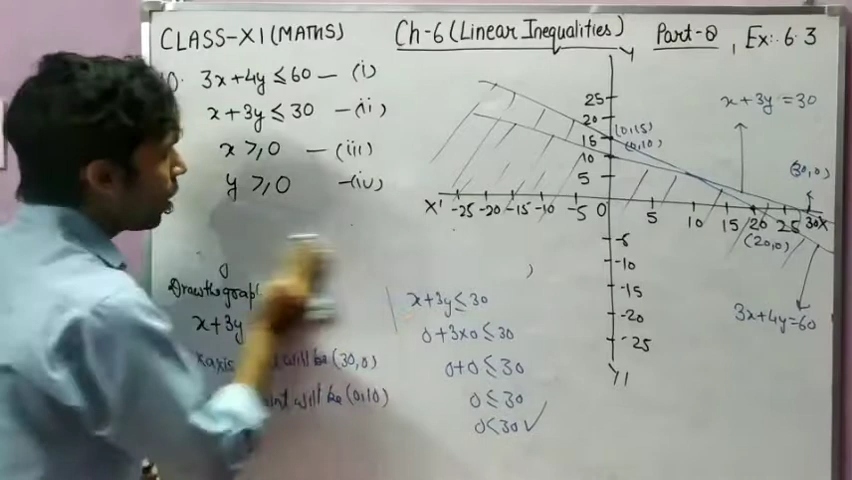 CLASS-XI (MATHS)
Ch-6 (Linear Inequalities)
Part-8, Ex:-6.3
3x+4y ≤ 60 — (i)
x+3y ≤ 30 — (ii)
x >, 0 — (iii)
y >, 0 — (iv)
Draw the grap
x+3y
xaxis will be (30,0)
will be (0,10)
x+3y ≤ 30
0+3x0 ≤ 30
0+0 ≤ 30
0 ≤ 30
0<30 ✓
Y
25
20
15
10
5
(0,15)
(0,10)
x+3y=30
(30,0)
X' -25 -20 -15 -10 -5 0 5 10 15 20 25 30 X
(20,0)
-5
-10
-15
-20
-25
Y'
3x+4y=60